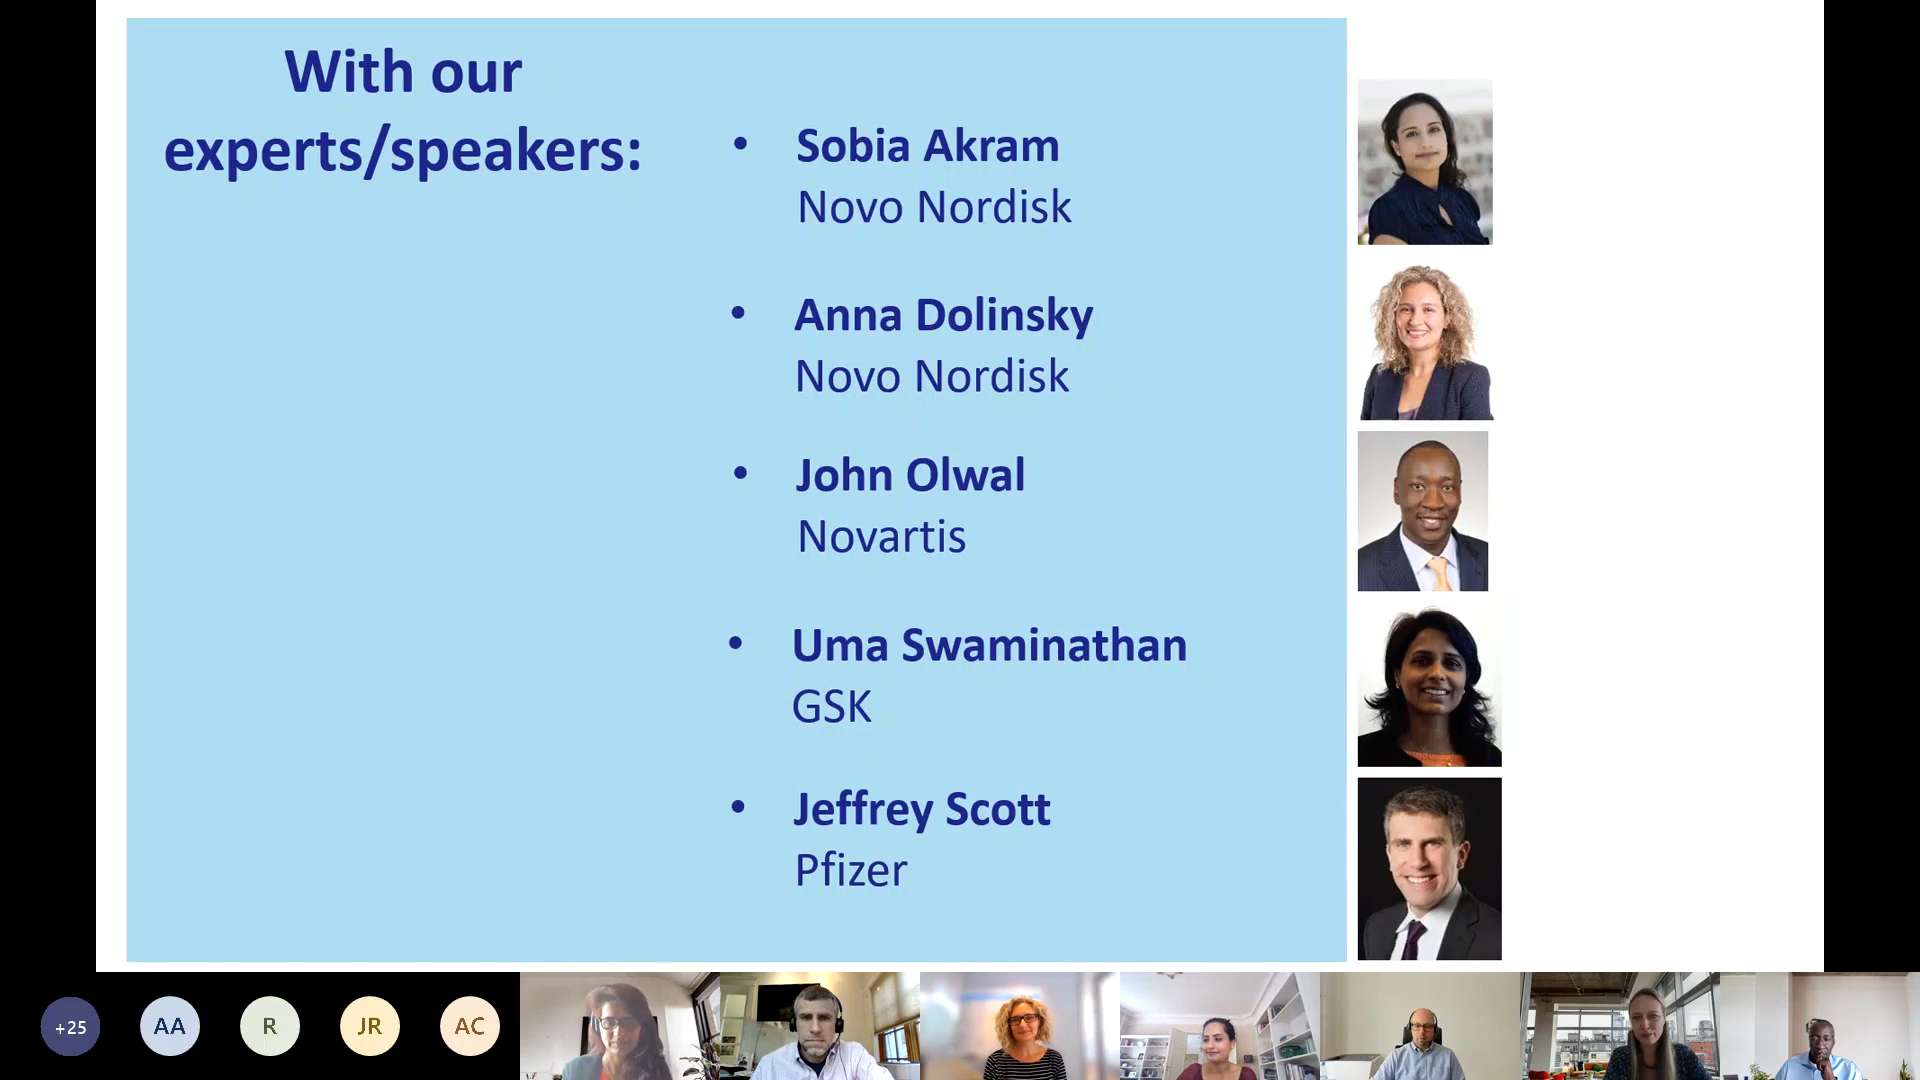 With our
experts/speakers:
• Sobia Akram
Novo Nordisk
• Anna Dolinsky
Novo Nordisk
• John Olwal
Novartis
• Uma Swaminathan
GSK
• Jeffrey Scott
Pfizer
+25
AA
R
JR
AC